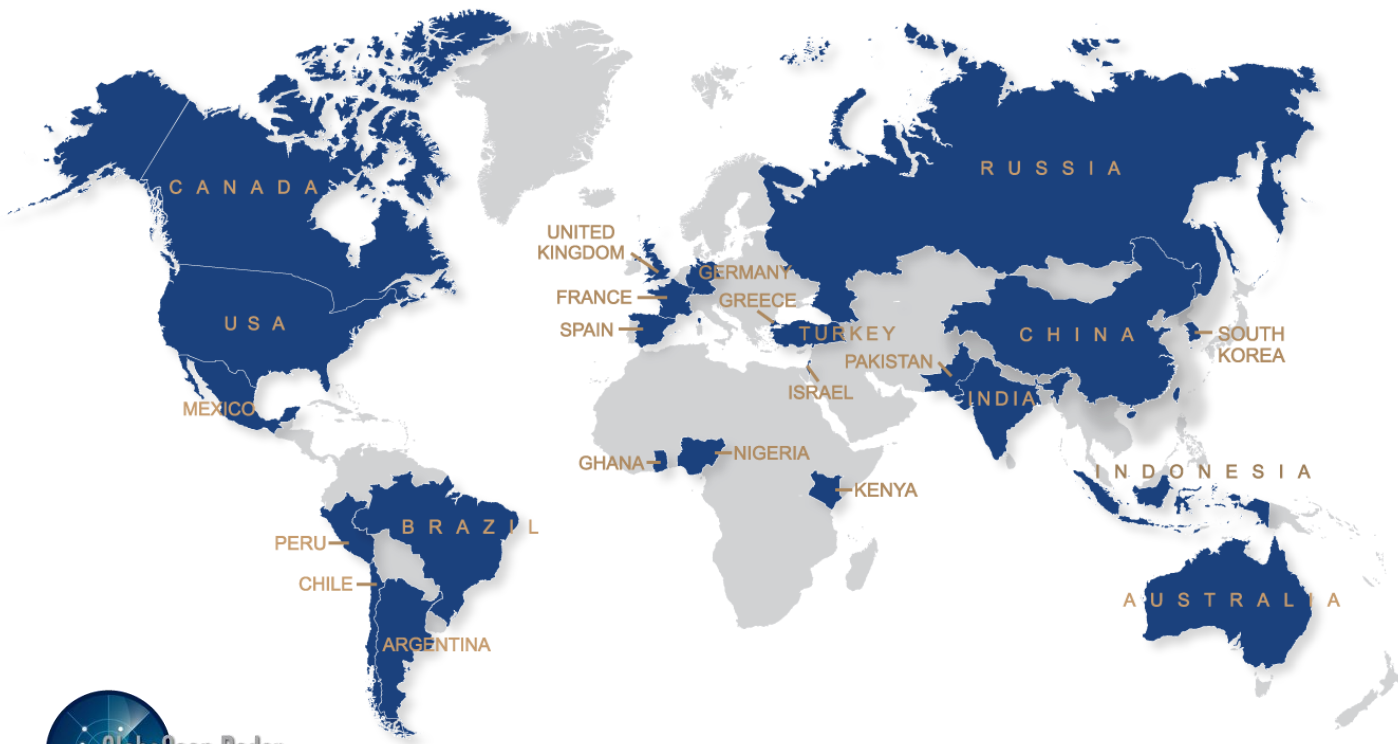 CANADA
RUSSIA
UNITED
KINGDOM
GERMANY
FRANCE
GREECE
USA
SPAIN
TURKEY
CHINA
SOUTH
KOREA
PAKISTAN
ISRAEL
INDIA
MEXICO
GHANA
NIGERIA
INDONESIA
KENYA
BRAZIL
PERU
CHILE
AUSTRALIA
ARGENTINA